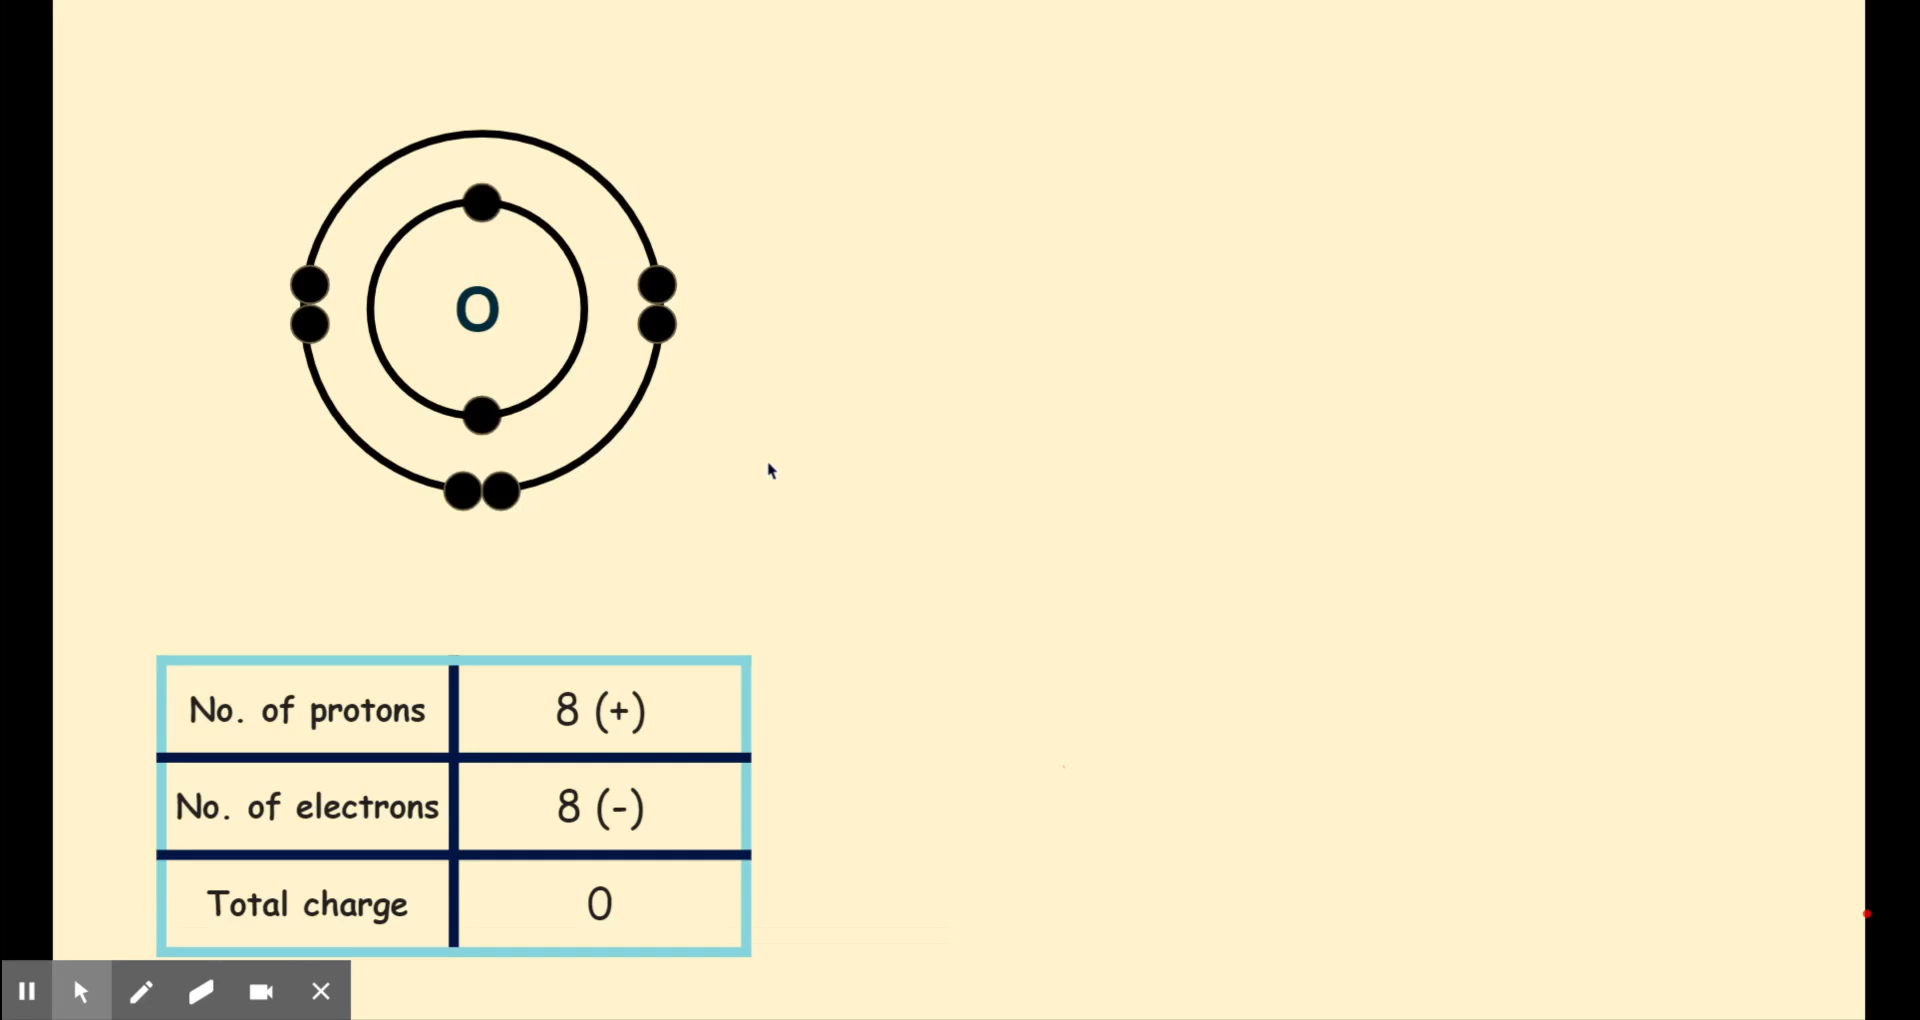 O
No. of protons 8 (+)
No. of electrons 8 (-)
Total charge 0